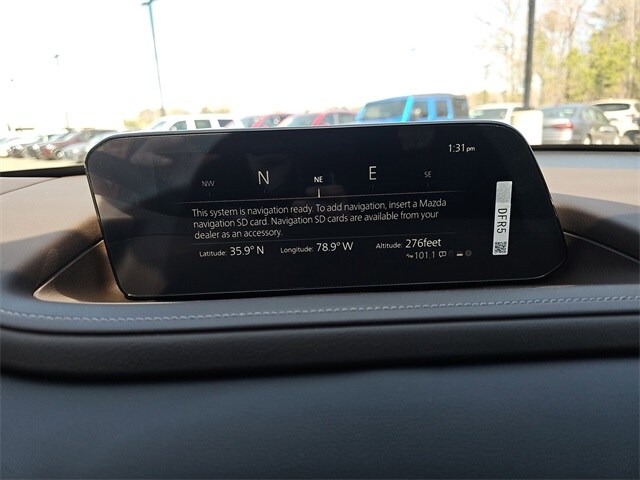 1:31pm
NW N NE E SE
This system is navigation ready. To add navigation, insert a Mazda
navigation SD card. Navigation SD cards are available from your
dealer as an accessory.
Latitude: 35.9° N Longitude: 78.9° W Altitude: 276feet
101.1
DFR5